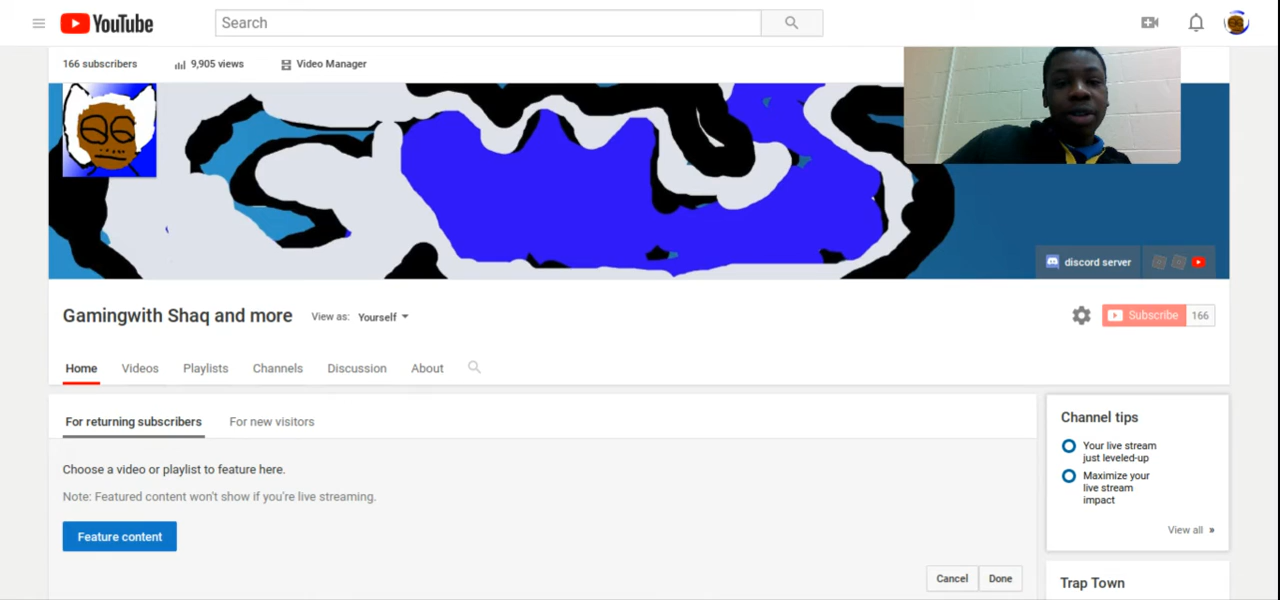 YouTube
Search
166 subscribers 9,905 views Video Manager
discord server
Gamingwith Shaq and more View as: Yourself
Subscribe 166
Home Videos Playlists Channels Discussion About
For returning subscribers For new visitors
Choose a video or playlist to feature here.
Note: Featured content won't show if you're live streaming.
Feature content
Cancel Done
Channel tips
Your live stream
just leveled-up
Maximize your
live stream
impact
View all »
Trap Town